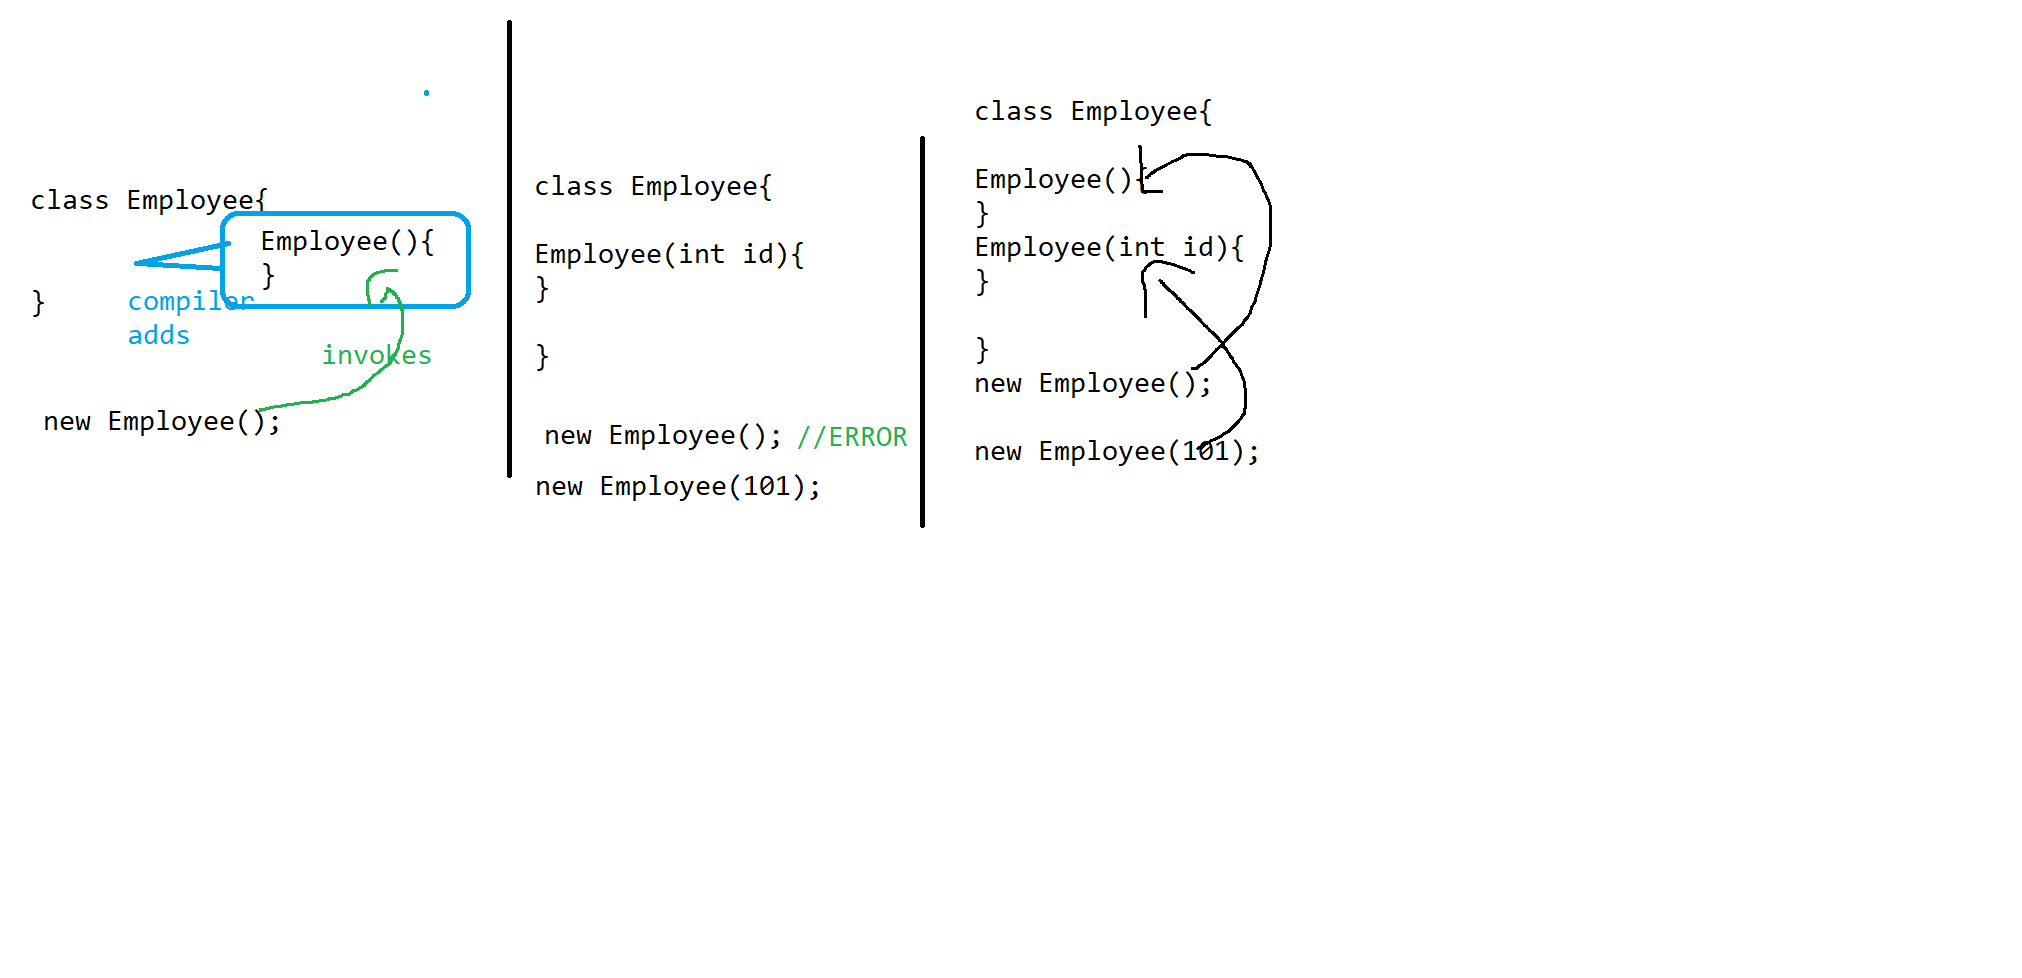 class Employee{
Employee(){
}
}
compiler
adds
invokes
new Employee();
class Employee{
Employee(int id){
}
}
new Employee(); //ERROR
new Employee(101);
class Employee{
Employee(){
}
Employee(int id){
}
}
new Employee();
new Employee(101);